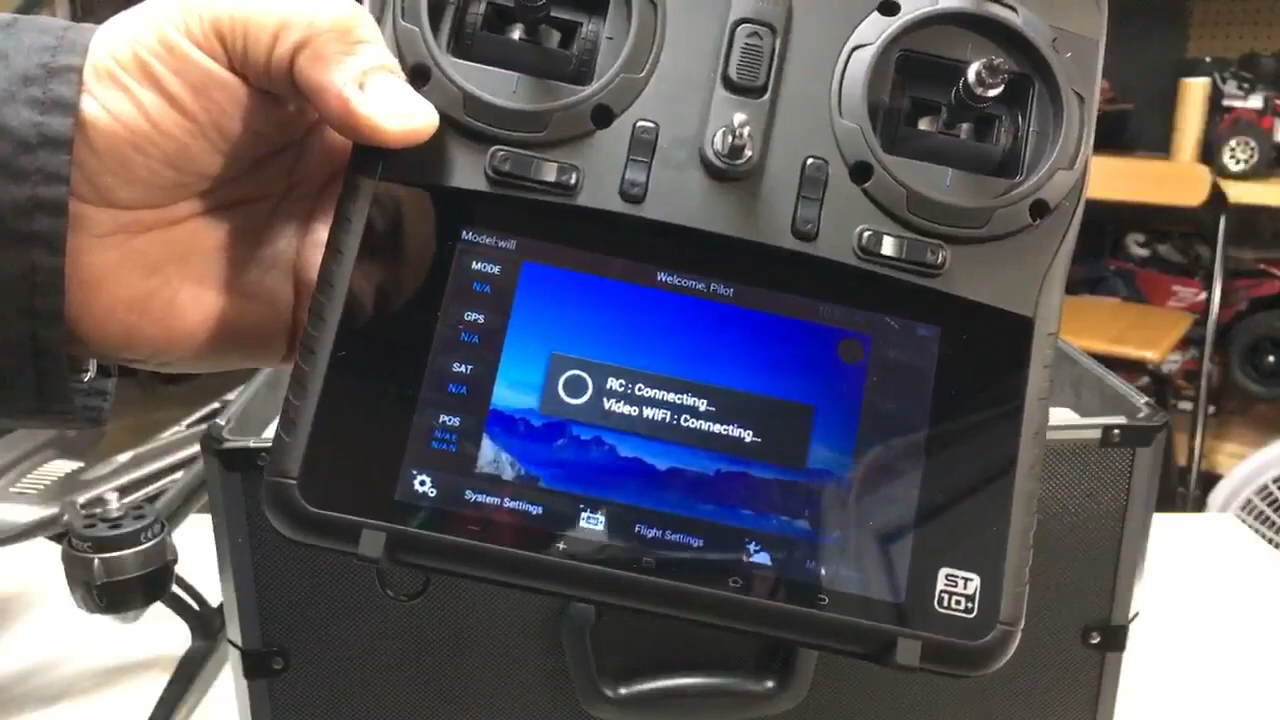 Model:will
Welcome, Pilot
MODE
N/A
GPS
N/A
SAT
N/A
POS
N/A E
N/A N
RC : Connecting...
Video WIFI : Connecting...
System Settings
Flight Settings
ST
10+